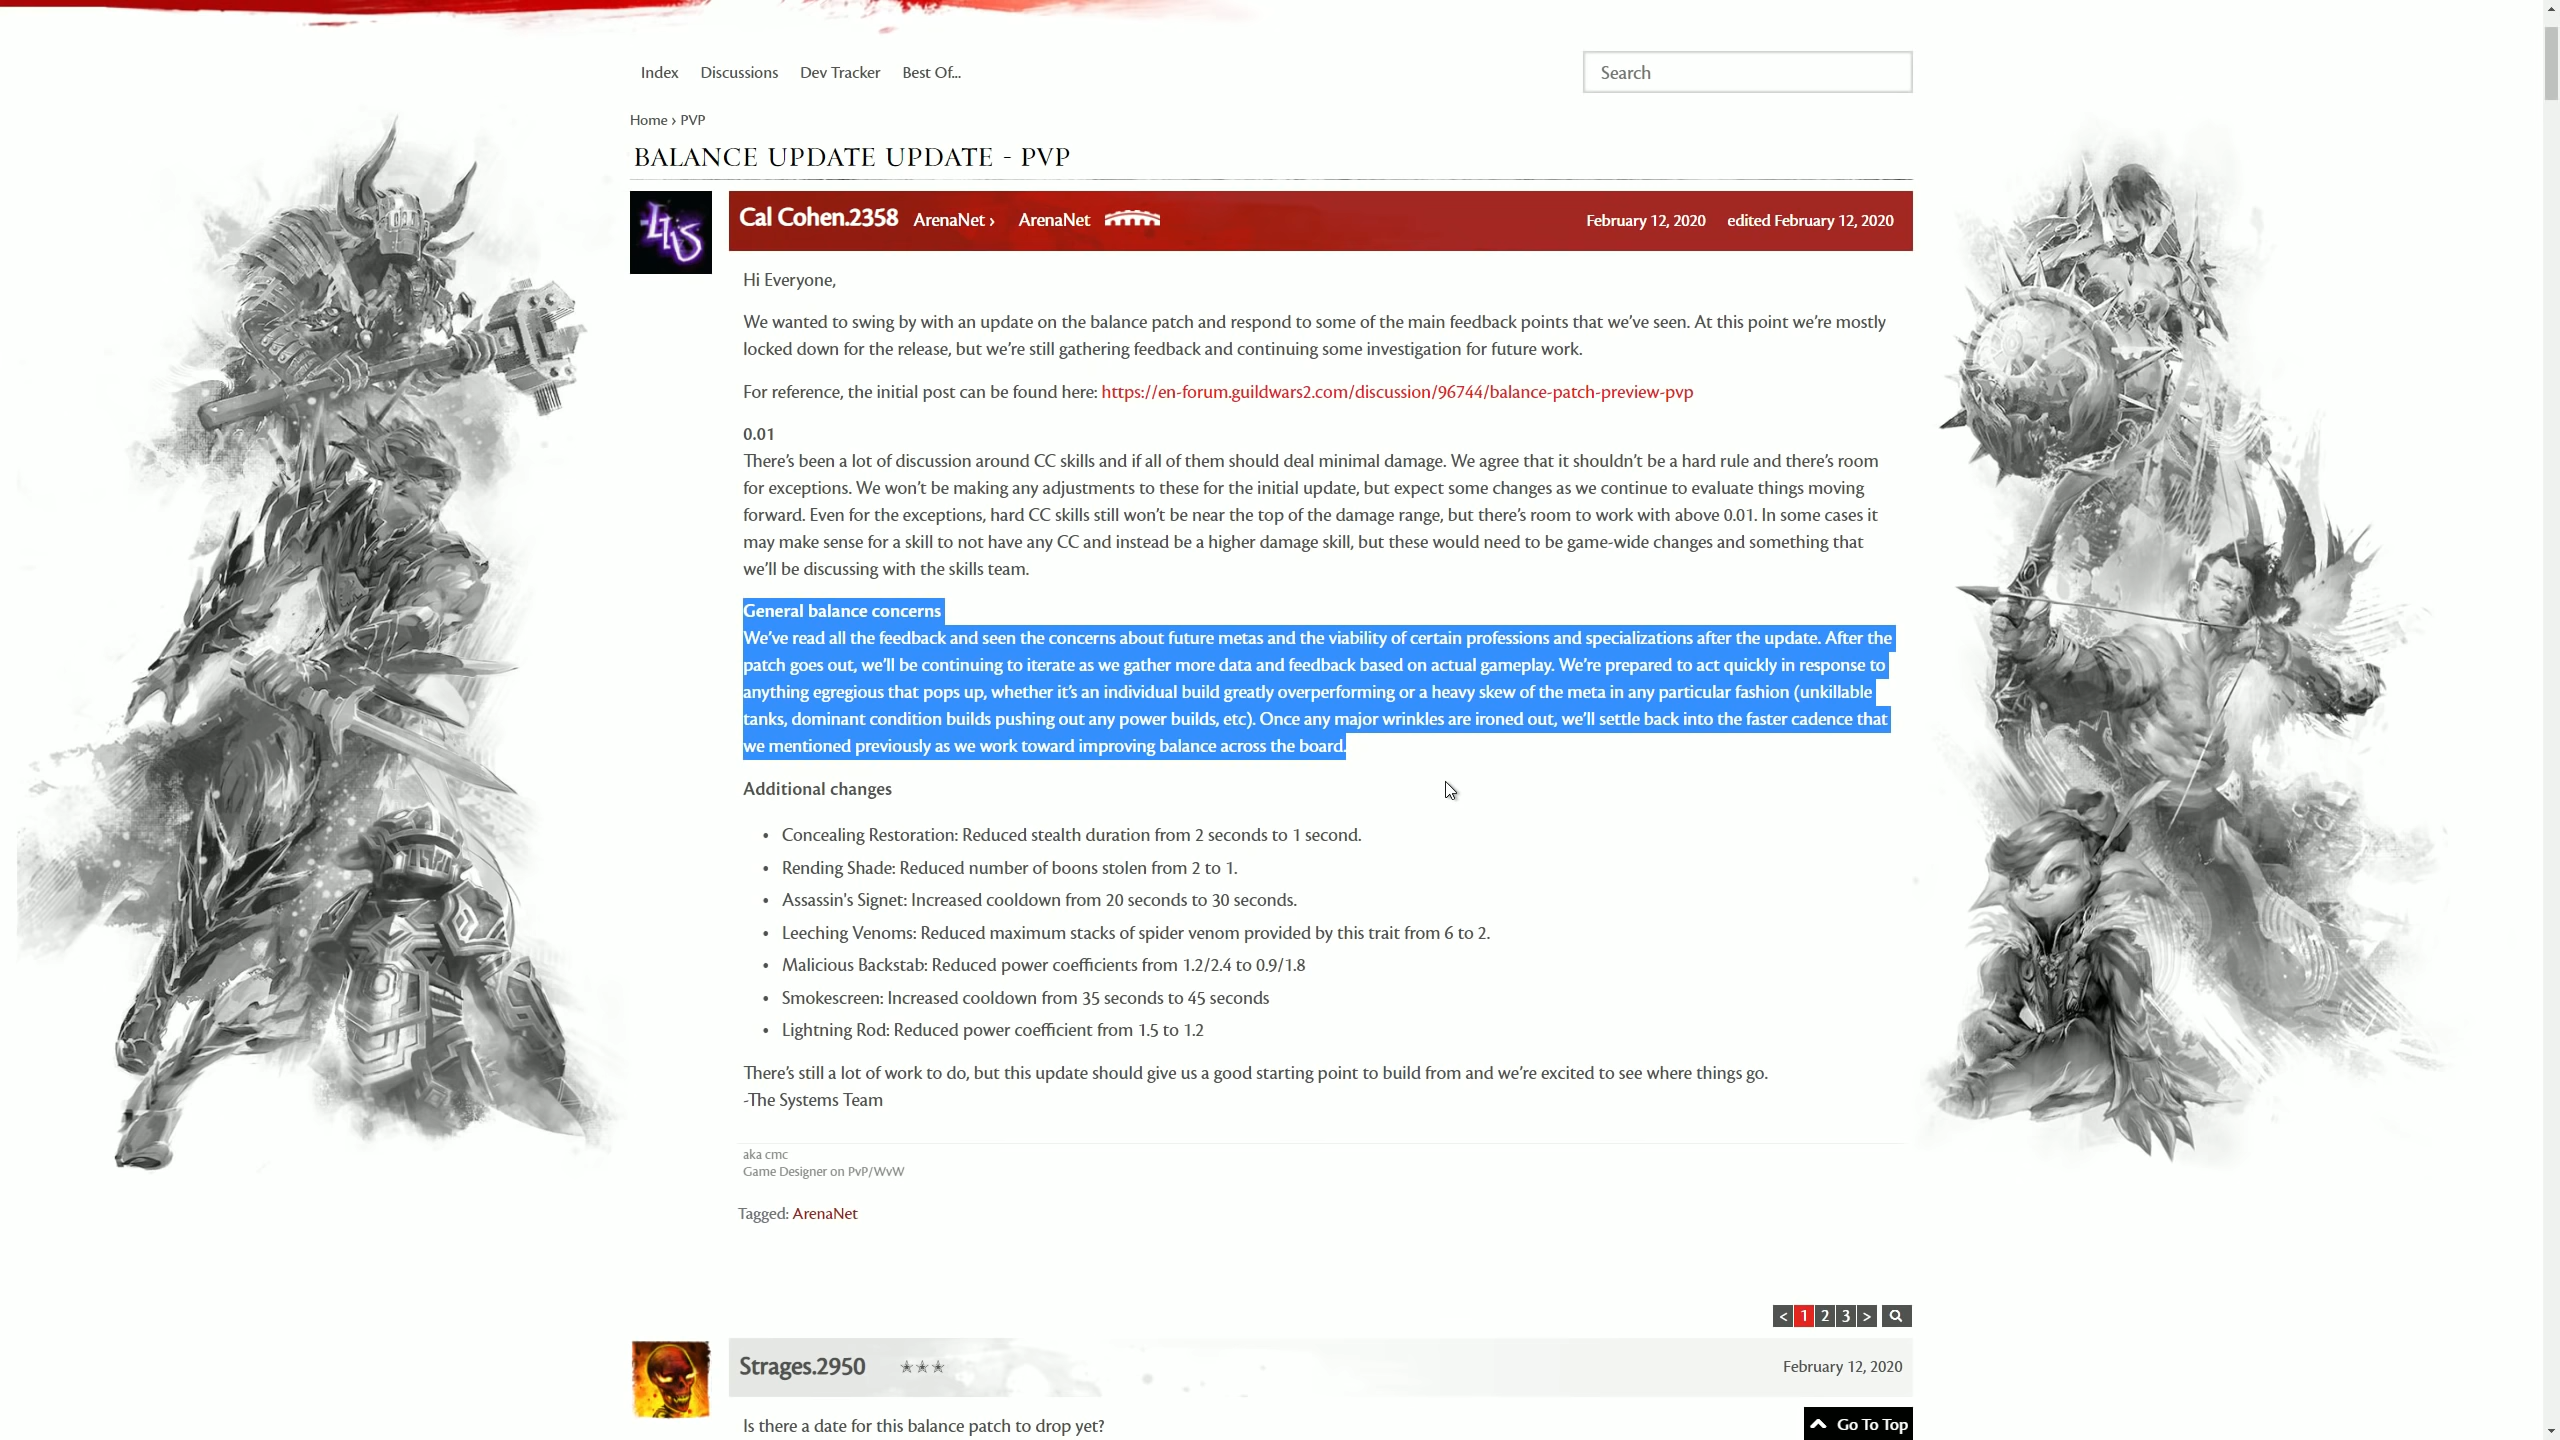 Index Discussions Dev Tracker Best Of... Search
Home › PVP
BALANCE UPDATE UPDATE - PVP
Cal Cohen.2358 ArenaNet › ArenaNet February 12, 2020 edited February 12, 2020
Hi Everyone,
We wanted to swing by with an update on the balance patch and respond to some of the main feedback points that we've seen. At this point we're mostly
locked down for the release, but we're still gathering feedback and continuing some investigation for future work.
For reference, the initial post can be found here: https://en-forum.guildwars2.com/discussion/96744/balance-patch-preview-pvp
0.01
There's been a lot of discussion around CC skills and if all of them should deal minimal damage. We agree that it shouldn't be a hard rule and there's room
for exceptions. We won't be making any adjustments to these for the initial update, but expect some changes as we continue to evaluate things moving
forward. Even for the exceptions, hard CC skills still won't be near the top of the damage range, but there's room to work with above 0.01. In some cases it
may make sense for a skill to not have any CC and instead be a higher damage skill, but these would need to be game-wide changes and something that
we'll be discussing with the skills team.
General balance concerns
We've read all the feedback and seen the concerns about future metas and the viability of certain professions and specializations after the update. After the
patch goes out, we'll be continuing to iterate as we gather more data and feedback based on actual gameplay. We're prepared to act quickly in response to
anything egregious that pops up, whether it's an individual build greatly overperforming or a heavy skew of the meta in any particular fashion (unkillable
tanks, dominant condition builds pushing out any power builds, etc). Once any major wrinkles are ironed out, we'll settle back into the faster cadence that
we mentioned previously as we work toward improving balance across the board.
Additional changes
• Concealing Restoration: Reduced stealth duration from 2 seconds to 1 second.
• Rending Shade: Reduced number of boons stolen from 2 to 1.
• Assassin's Signet: Increased cooldown from 20 seconds to 30 seconds.
• Leeching Venoms: Reduced maximum stacks of spider venom provided by this trait from 6 to 2.
• Malicious Backstab: Reduced power coefficients from 1.2/2.4 to 0.9/1.8
• Smokescreen: Increased cooldown from 35 seconds to 45 seconds
• Lightning Rod: Reduced power coefficient from 1.5 to 1.2
There's still a lot of work to do, but this update should give us a good starting point to build from and we're excited to see where things go.
-The Systems Team
aka cmc
Game Designer on PvP/WvW
Tagged: ArenaNet
< 1 2 3 >
Strages.2950 February 12, 2020
Is there a date for this balance patch to drop yet?
Go To Top